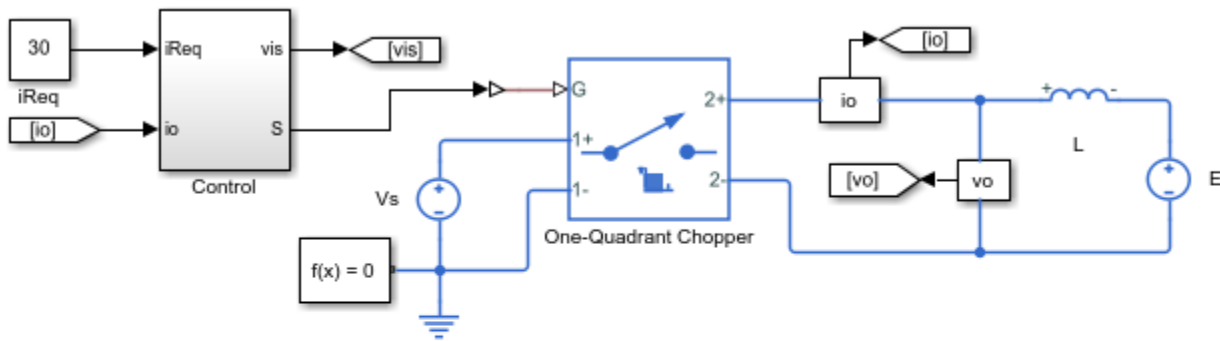 30
iReq
[io]
iReq
io
vis
S
Control
[vis]
G
1+
1-
2+
2-
One-Quadrant Chopper
Vs
+
−
f(x) = 0
io
[io]
[vo]
vo
+
-
L
+
−
E